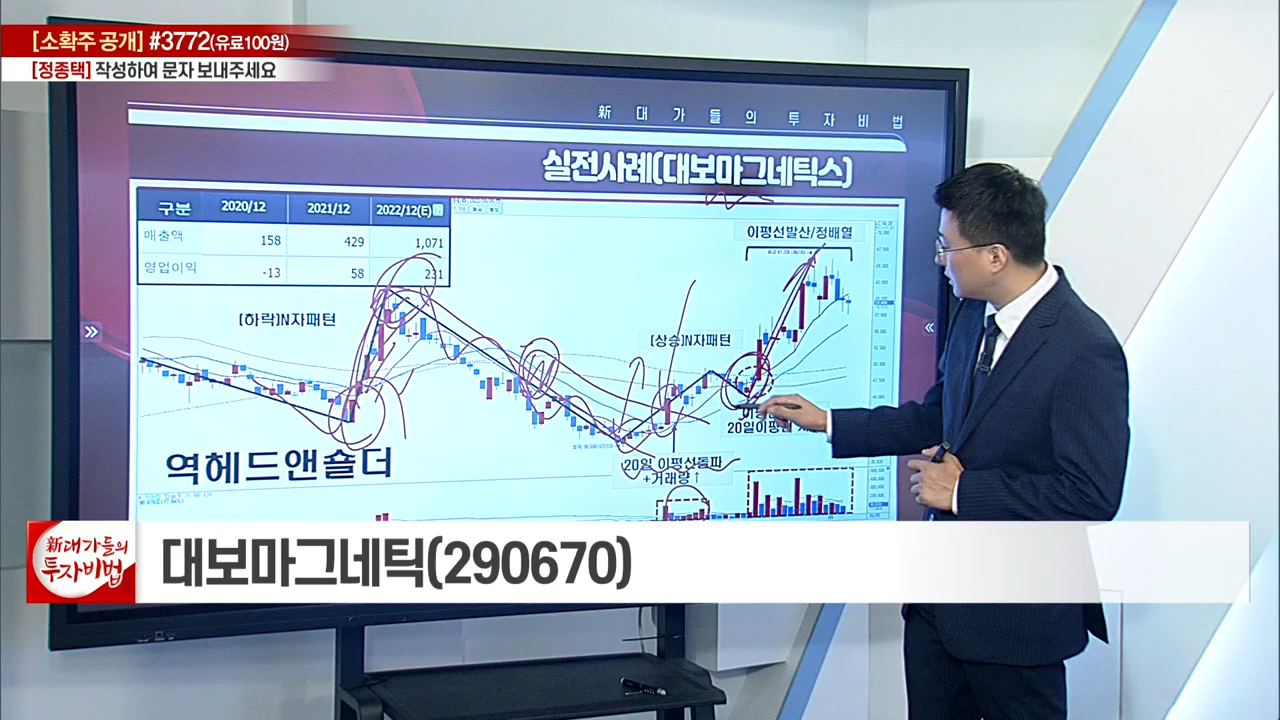 [소확주 공개] #3772(유료100원)
[정종택] 작성하여 문자 보내주세요
新 대 가 들 의 투 자 비 법
실전사례(대보마그네틱스)
구분 2020/12 2021/12 2022/12(E)
매출액 158 429 1,071
영업이익 -13 58 231
이평선발산/정배열
(하락)N자패턴
(상승)N자패턴
20일이평선
역헤드앤숄더
20일 이평선돌파
+거래량↑
新대가들의
투자비법
대보마그네틱(290670)